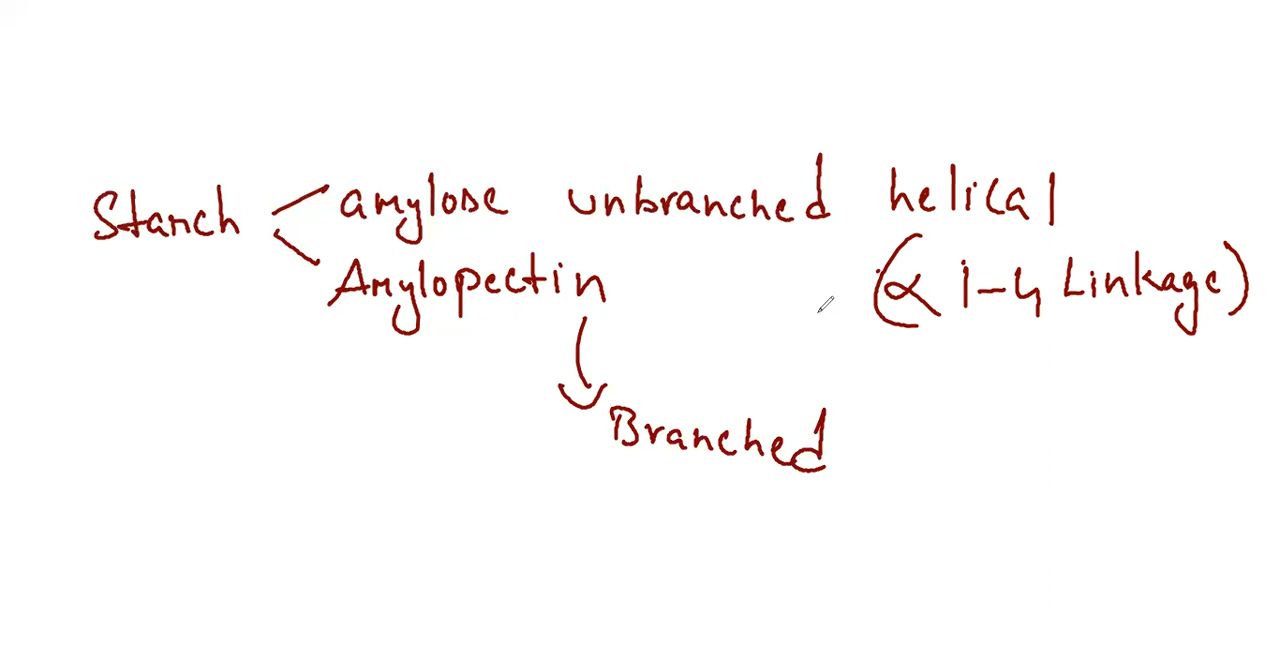 Starch amylose unbranched helical
Amylopectin (α 1-4 Linkage)
Branched